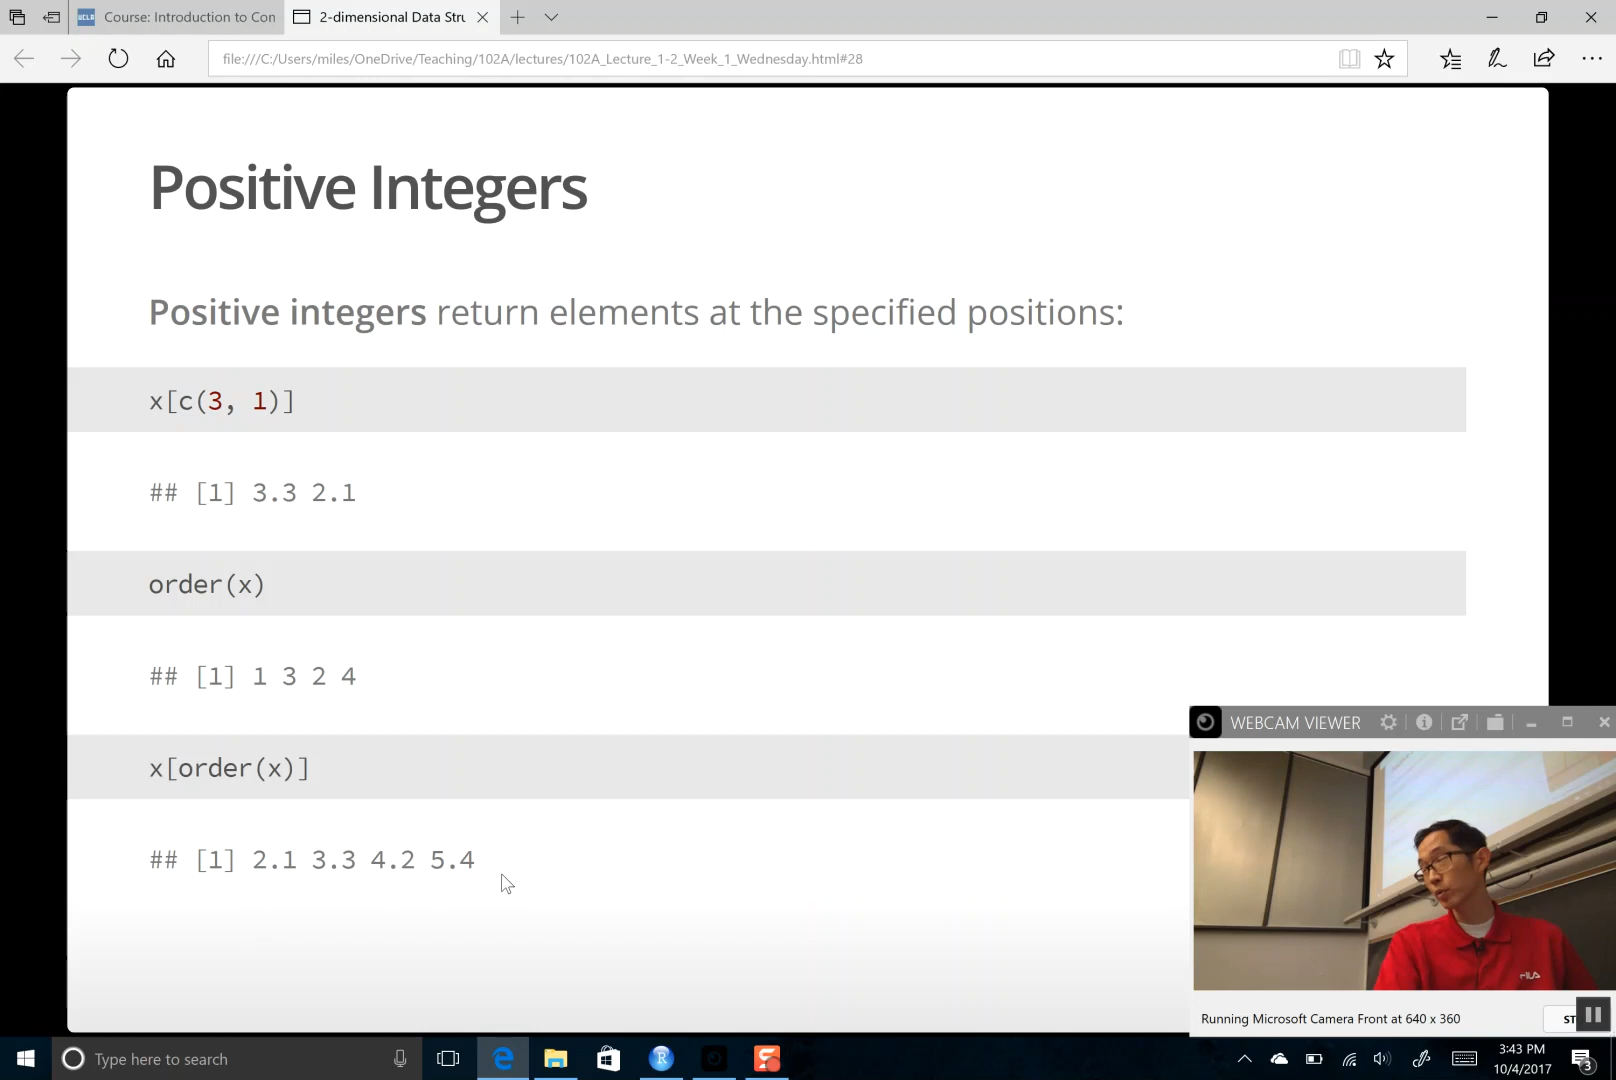 Course: Introduction to Con
2-dimensional Data Stru
file:///C:/Users/miles/OneDrive/Teaching/102A/lectures/102A_Lecture_1-2_Week_1_Wednesday.html#28
Positive Integers
Positive integers return elements at the specified positions:
x[c(3, 1)]
## [1] 3.3 2.1
order(x)
## [1] 1 3 2 4
x[order(x)]
## [1] 2.1 3.3 4.2 5.4
WEBCAM VIEWER
FILA
Running Microsoft Camera Front at 640 x 360
ST
Type here to search
3:43 PM
10/4/2017
3